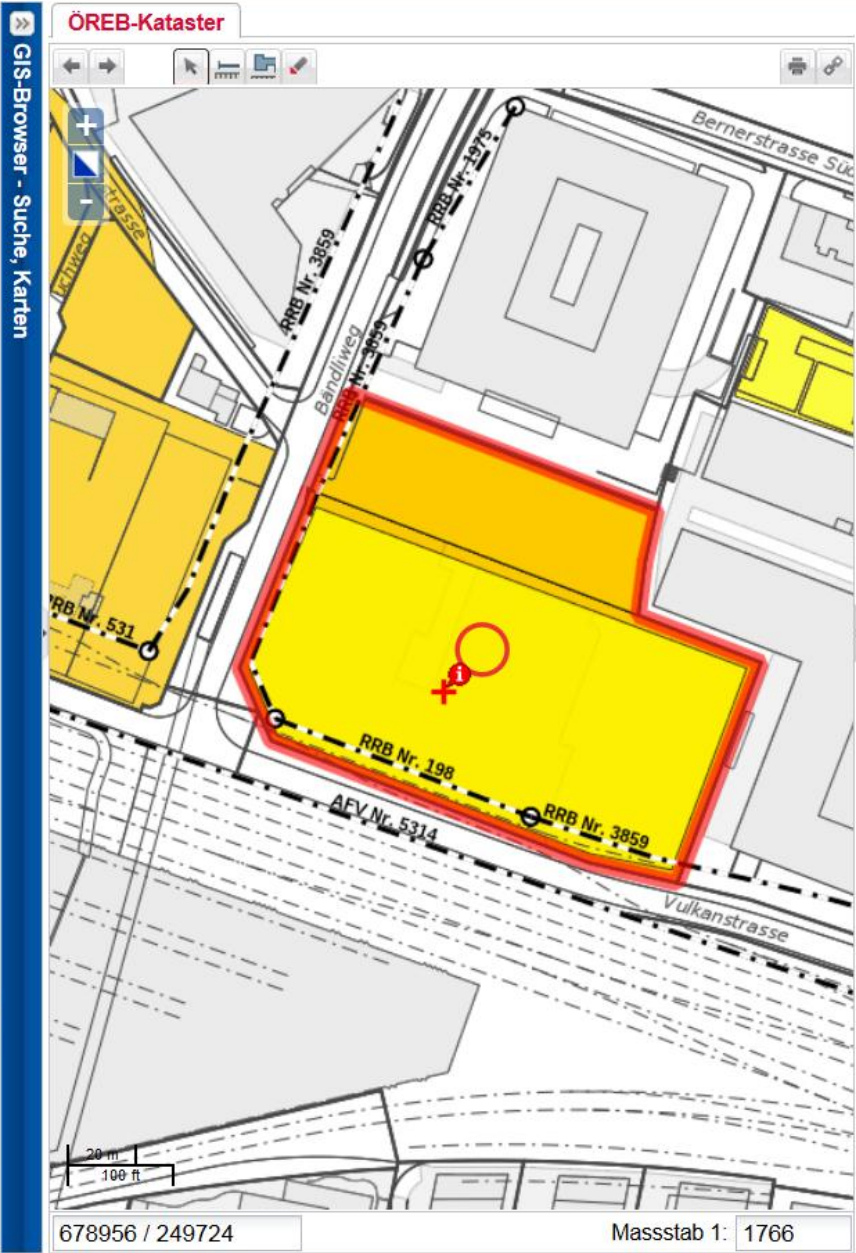 ÖREB-Kataster
GIS-Browser - Suche, Karten
+
-
Bernerstrasse Süd
RRB Nr. 1975
RRB Nr. 3859
RRB Nr. 3859
Bändliweg
RRB Nr. 531
RRB Nr. 198
RRB Nr. 3859
AFV Nr. 5314
Vulkanstrasse
20 m
100 ft
678956 / 249724
Massstab 1: 1766